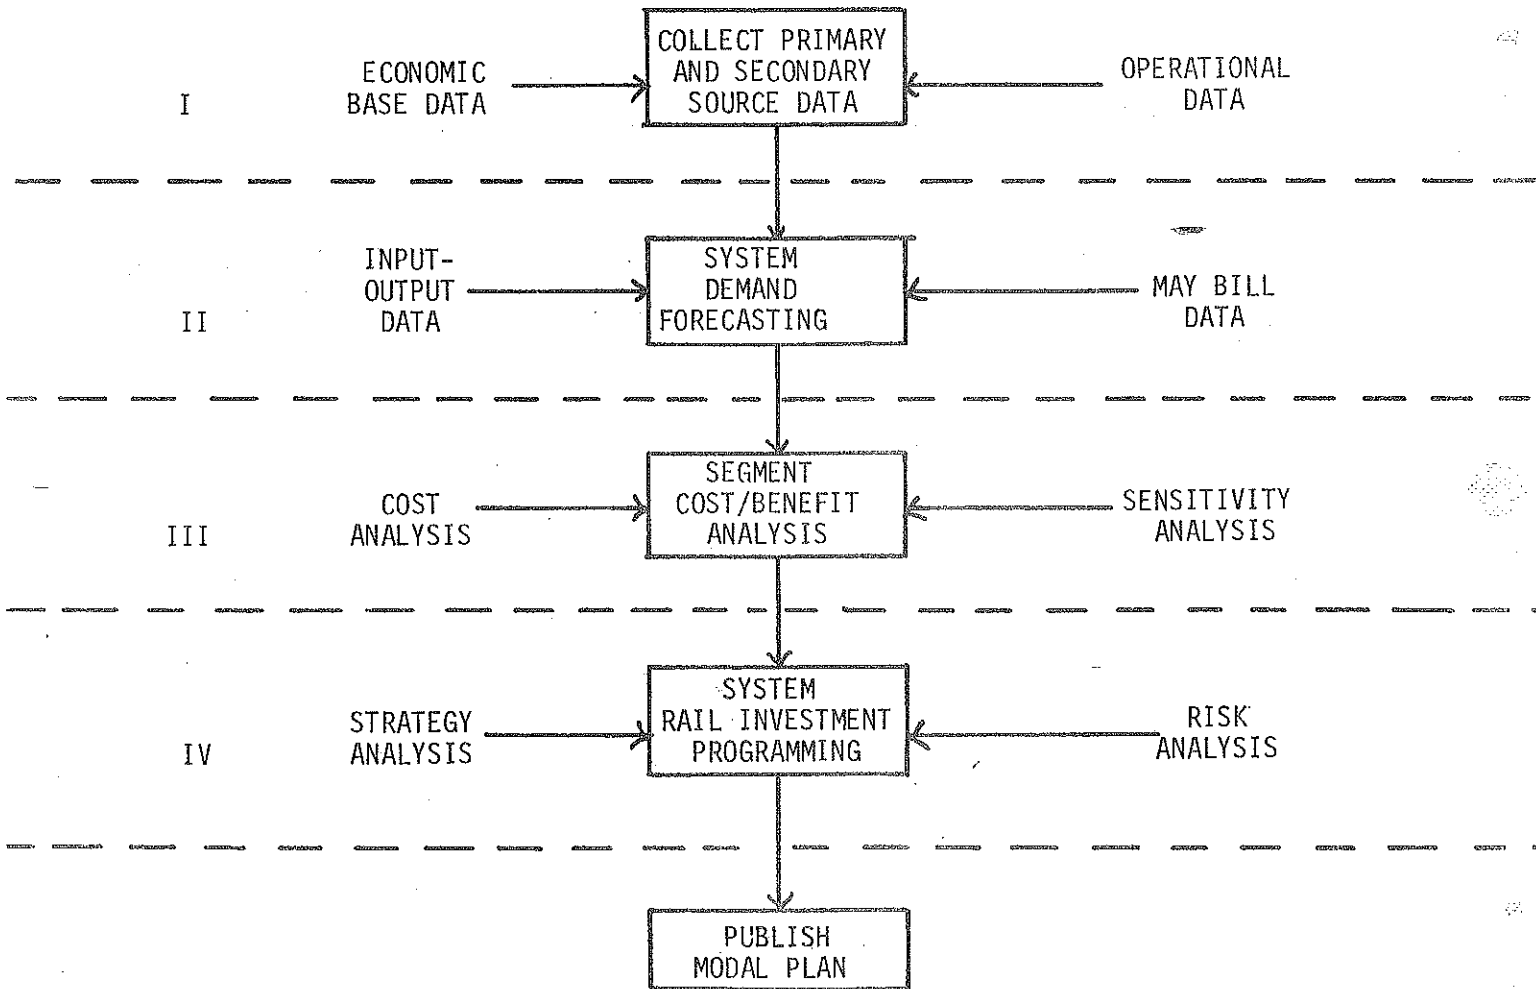 COLLECT PRIMARY
AND SECONDARY
SOURCE DATA
ECONOMIC
BASE DATA
OPERATIONAL
DATA
I
SYSTEM
DEMAND
FORECASTING
INPUT-
OUTPUT
DATA
MAY BILL
DATA
II
SEGMENT
COST/BENEFIT
ANALYSIS
COST
ANALYSIS
SENSITIVITY
ANALYSIS
III
SYSTEM
RAIL INVESTMENT
PROGRAMMING
STRATEGY
ANALYSIS
RISK
ANALYSIS
IV
PUBLISH
MODAL PLAN